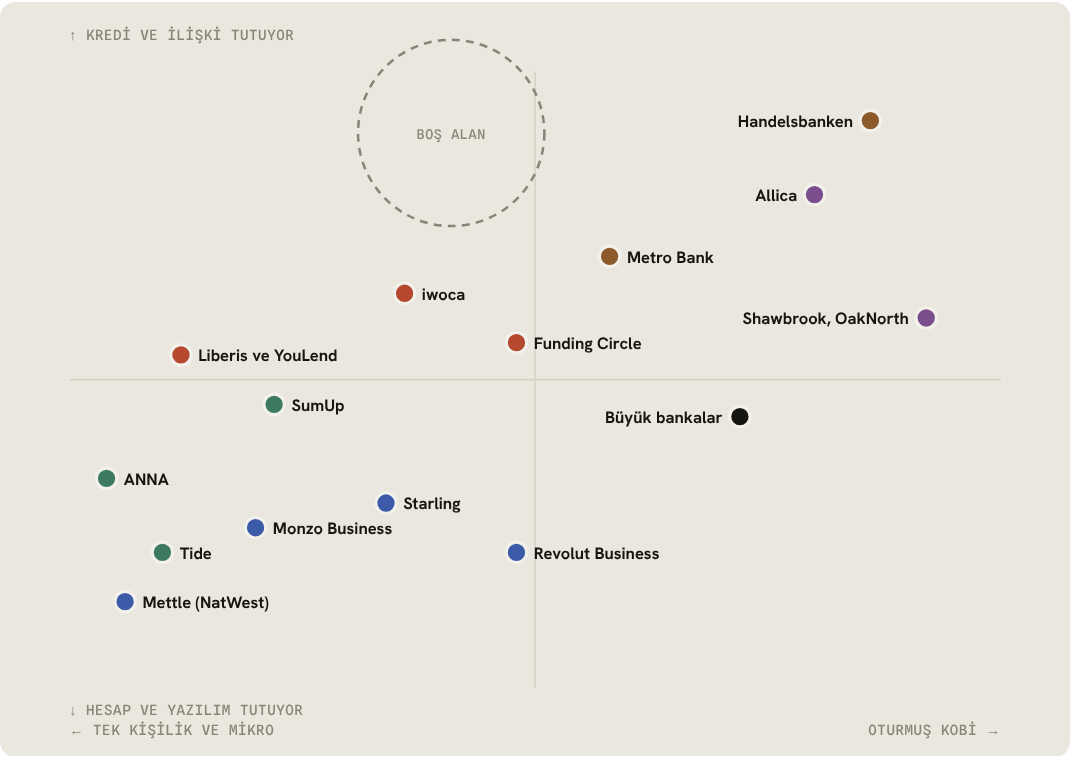 ↑ KREDİ VE İLİŞKİ TUTUYOR
BOŞ ALAN
Handelsbanken
Allica
Metro Bank
iwoca
Shawbrook, OakNorth
Funding Circle
Liberis ve YouLend
SumUp
Büyük bankalar
ANNA
Starling
Monzo Business
Tide
Revolut Business
Mettle (NatWest)
↓ HESAP VE YAZILIM TUTUYOR
← TEK KİŞİLİK VE MİKRO
OTURMUŞ KOBİ →